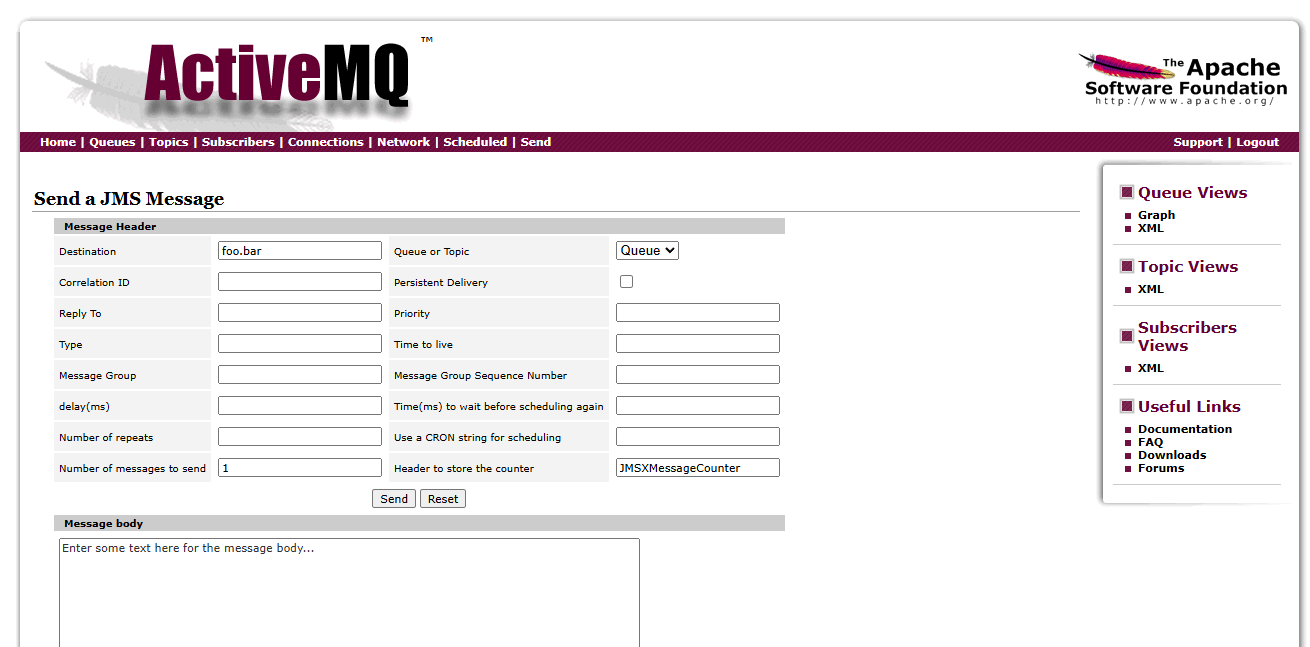 ActiveMQ ™
The Apache
Software Foundation
http://www.apache.org/
Home | Queues | Topics | Subscribers | Connections | Network | Scheduled | Send
Support | Logout
Send a JMS Message
Message Header
Destination foo.bar Queue or Topic Queue
Correlation ID Persistent Delivery
Reply To Priority
Type Time to live
Message Group Message Group Sequence Number
delay(ms) Time(ms) to wait before scheduling again
Number of repeats Use a CRON string for scheduling
Number of messages to send 1 Header to store the counter JMSXMessageCounter
Send Reset
Message body
Enter some text here for the message body...
Queue Views
Graph
XML
Topic Views
XML
Subscribers
Views
XML
Useful Links
Documentation
FAQ
Downloads
Forums